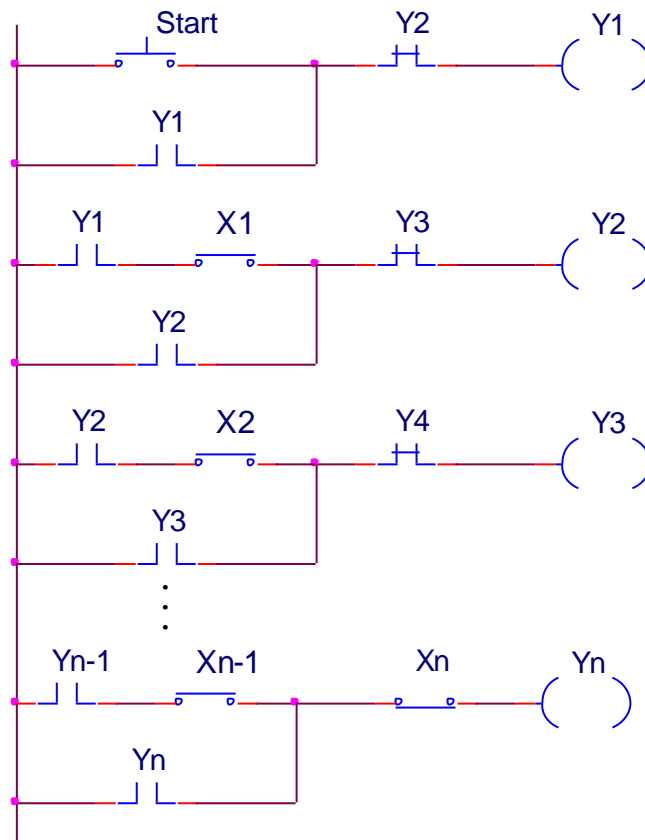 Start Y2 Y1
Y1
Y1 X1 Y3 Y2
Y2
Y2 X2 Y4 Y3
Y3
Yn-1 Xn-1 Xn Yn
Yn